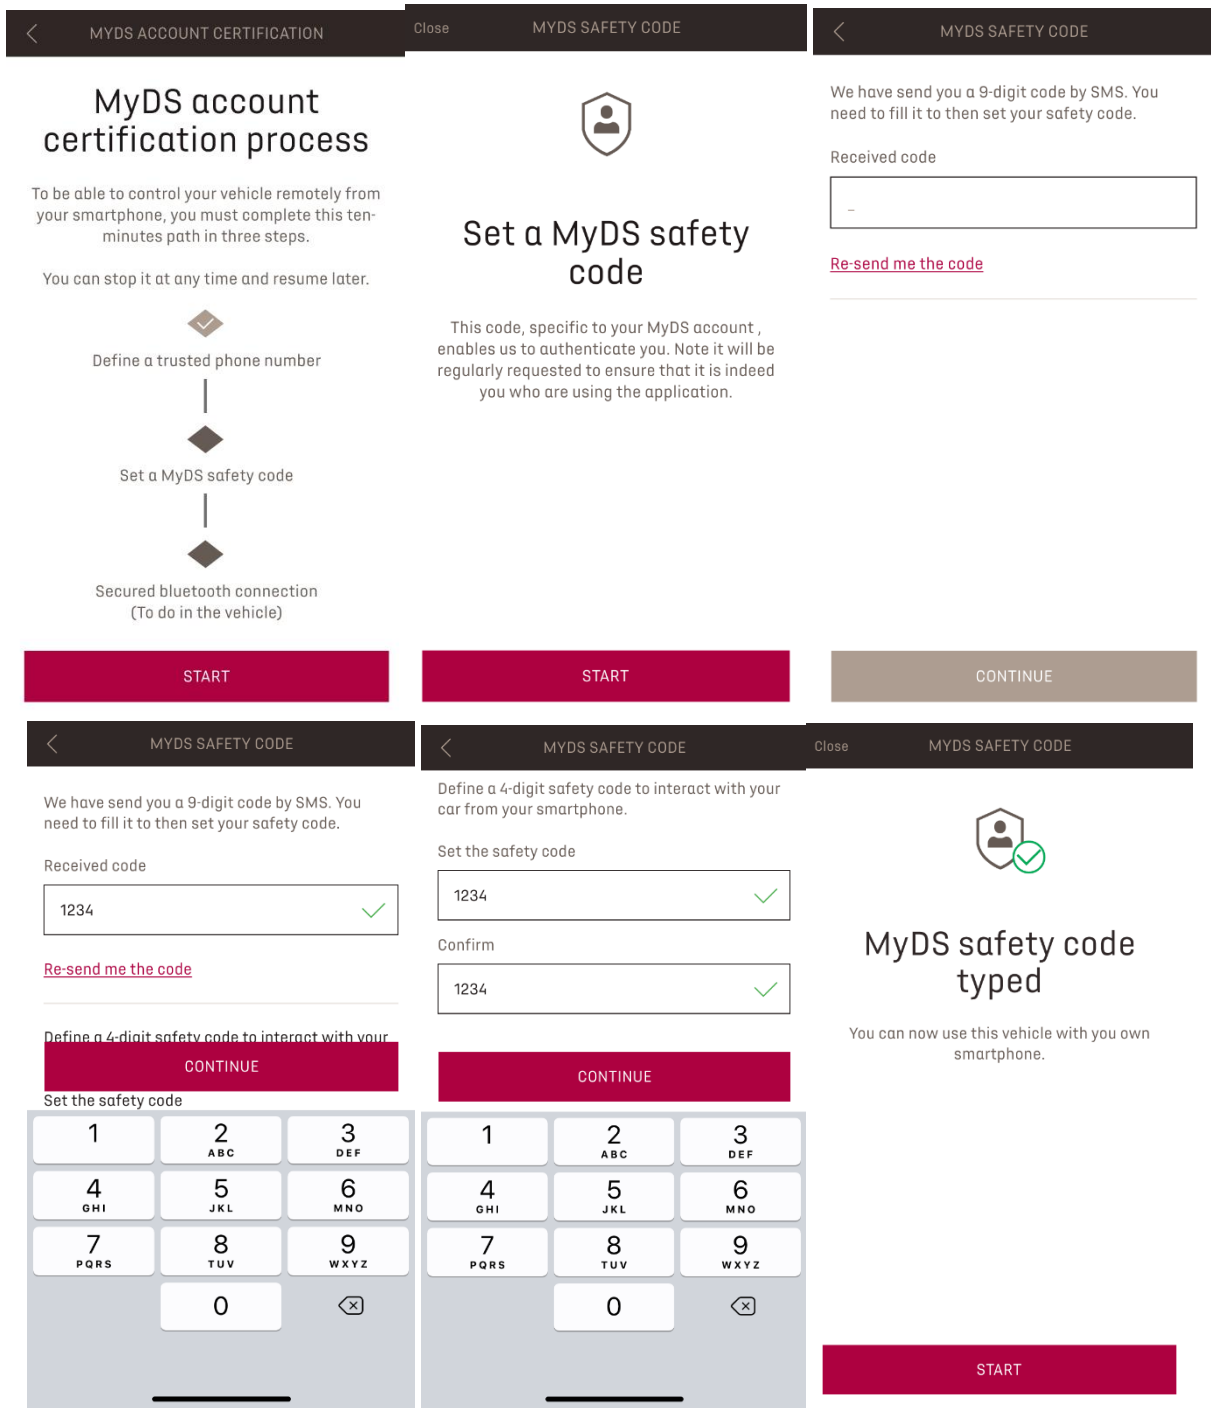 MYDS ACCOUNT CERTIFICATION
MyDS account
certification process
To be able to control your vehicle remotely from
your smartphone, you must complete this ten-
minutes path in three steps.
You can stop it at any time and resume later.
Define a trusted phone number
Set a MyDS safety code
Secured bluetooth connection
(To do in the vehicle)
START
Close
MYDS SAFETY CODE
Set a MyDS safety
code
This code, specific to your MyDS account ,
enables us to authenticate you. Note it will be
regularly requested to ensure that it is indeed
you who are using the application.
START
MYDS SAFETY CODE
We have send you a 9-digit code by SMS. You
need to fill it to then set your safety code.
Received code
_
Re-send me the code
CONTINUE
MYDS SAFETY CODE
We have send you a 9-digit code by SMS. You
need to fill it to then set your safety code.
Received code
1234
Re-send me the code
Define a 4-digit safety code to interact with your
CONTINUE
Set the safety code
1 2 3
ABC DEF
4 5 6
GHI JKL MNO
7 8 9
PQRS TUV WXYZ
0
MYDS SAFETY CODE
Define a 4-digit safety code to interact with your
car from your smartphone.
Set the safety code
1234
Confirm
1234
CONTINUE
1 2 3
ABC DEF
4 5 6
GHI JKL MNO
7 8 9
PQRS TUV WXYZ
0
Close
MYDS SAFETY CODE
MyDS safety code
typed
You can now use this vehicle with you own
smartphone.
START